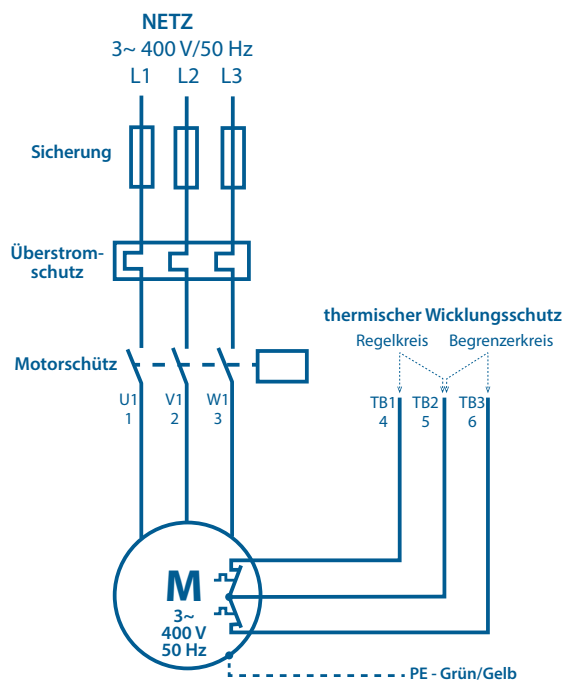 NETZ
3~ 400 V/50 Hz
L1 L2 L3
Sicherung
Überstrom-
schutz
thermischer Wicklungsschutz
Regelkreis Begrenzerkreis
Motorschütz
U1 V1 W1
1 2 3
TB1 TB2 TB3
4 5 6
M
3~
400 V
50 Hz
PE - Grün/Gelb